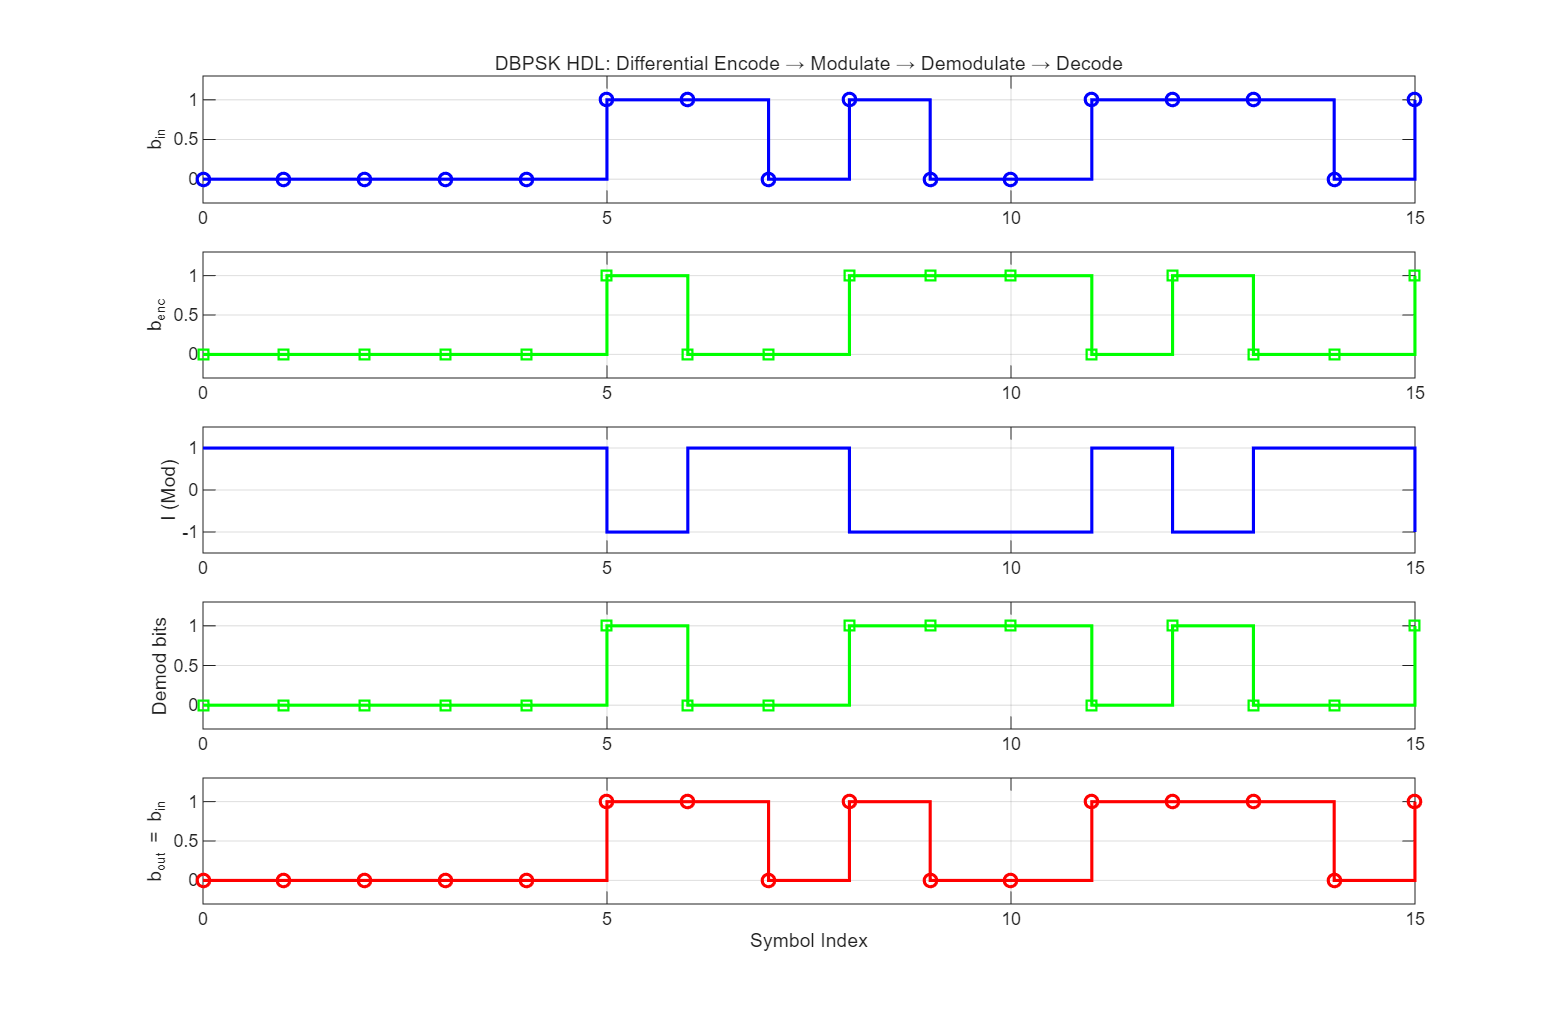 DBPSK HDL: Differential Encode → Modulate → Demodulate → Decode
b_in
1
0.5
0
0 5 10 15
b_enc
1
0.5
0
0 5 10 15
I (Mod)
1
0
-1
0 5 10 15
Demod bits
1
0.5
0
0 5 10 15
b_out = b_in
1
0.5
0
0 5 10 15
Symbol Index